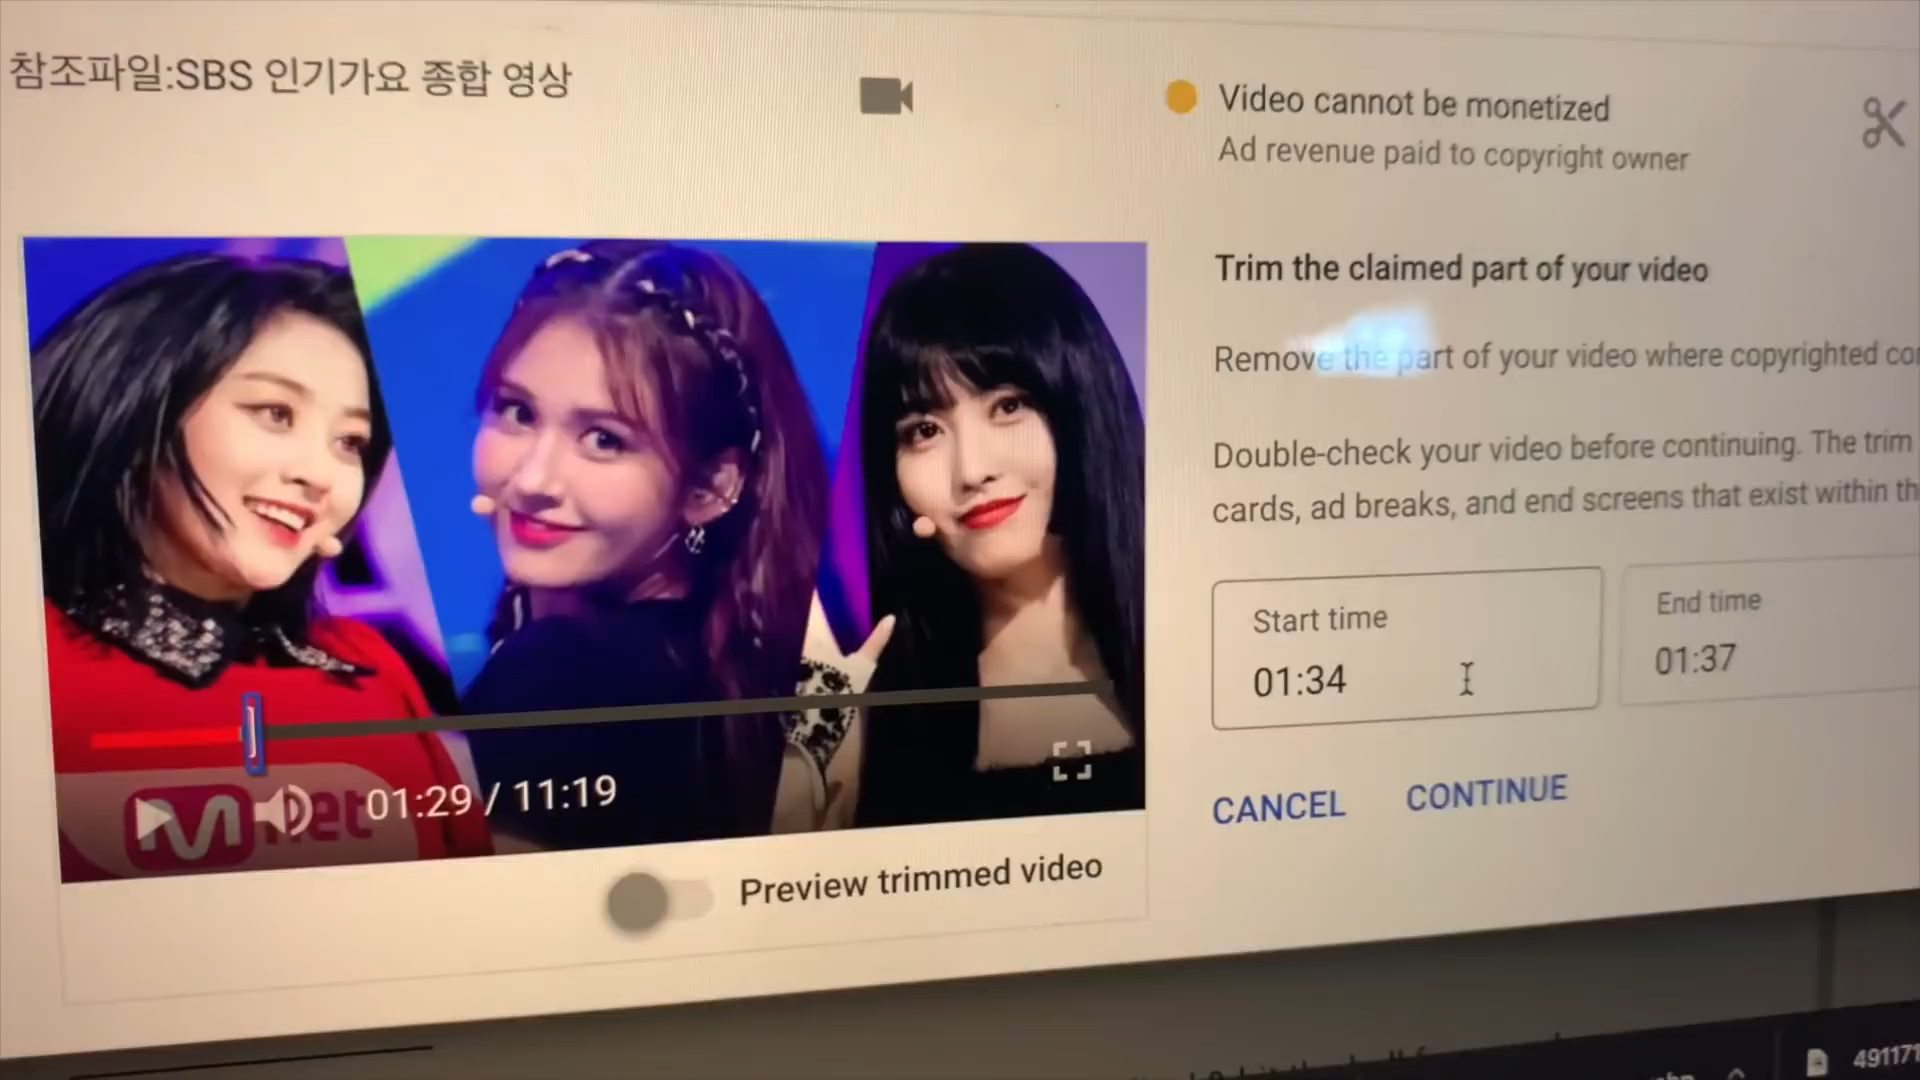 참조파일:SBS 인기가요 종합 영상
Video cannot be monetized
Ad revenue paid to copyright owner
Trim the claimed part of your video
Remove the part of your video where copyrighted
Double-check your video before continuing. The trim
cards, ad breaks, and end screens that exist within
Start time
01:34
End time
01:37
CANCEL
CONTINUE
Mnet
01:29 / 11:19
Preview trimmed video
491171